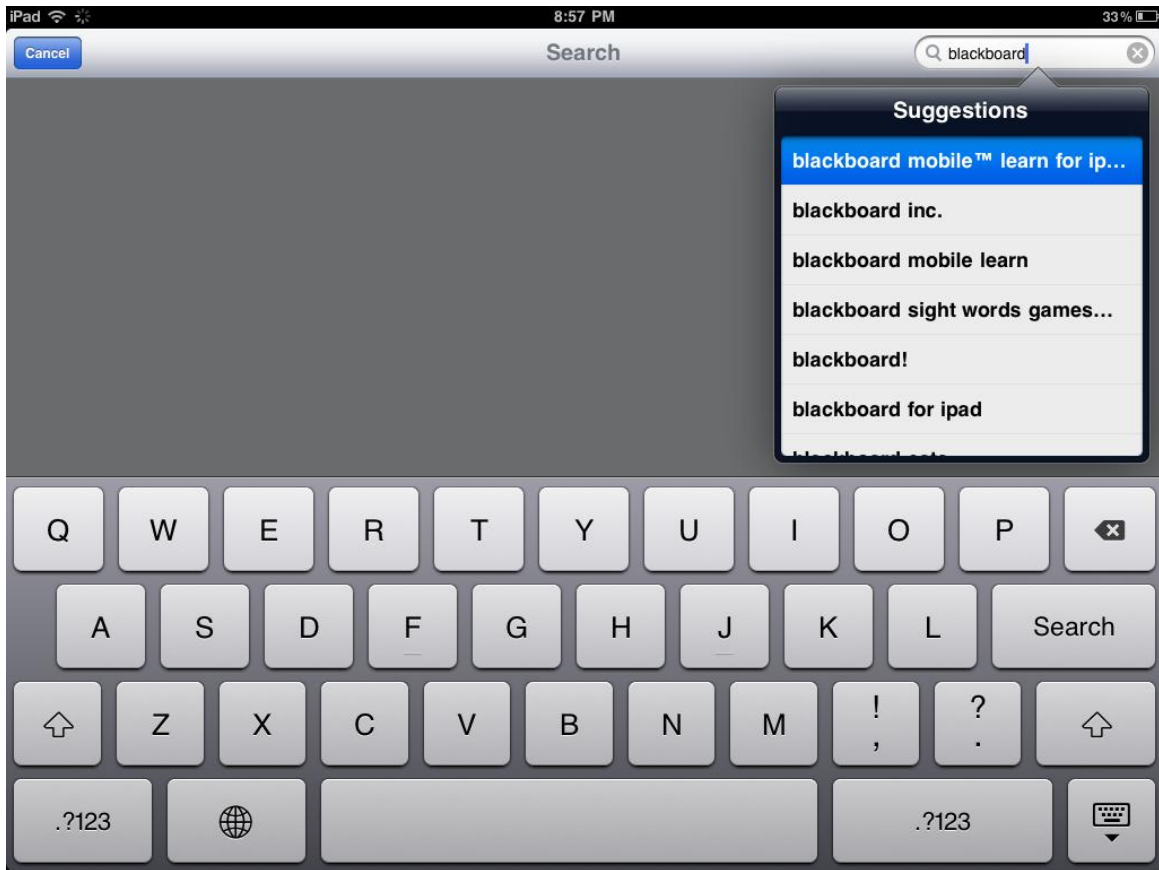 iPad 8:57 PM 33%
Cancel Search blackboard
Suggestions
blackboard mobile™ learn for ip...
blackboard inc.
blackboard mobile learn
blackboard sight words games...
blackboard!
blackboard for ipad
Q W E R T Y U I O P
A S D F G H J K L Search
Z X C V B N M ! , ? .
.?123 .?123